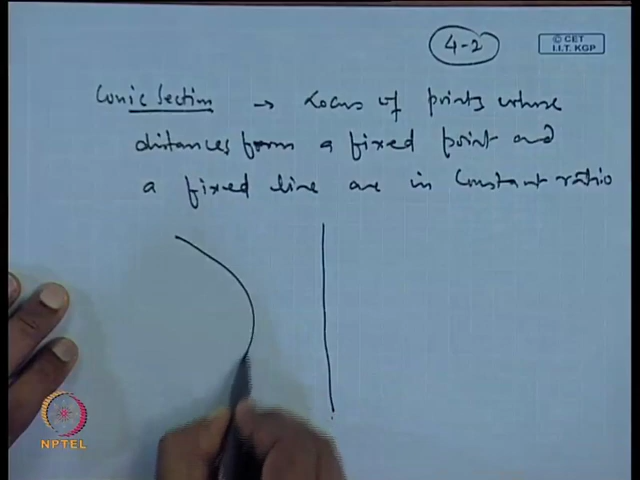 4-2
© CET
I.I.T. KGP
Conic Section → Locus of points whose
distances from a fixed point and
a fixed line are in constant ratio
NPTEL